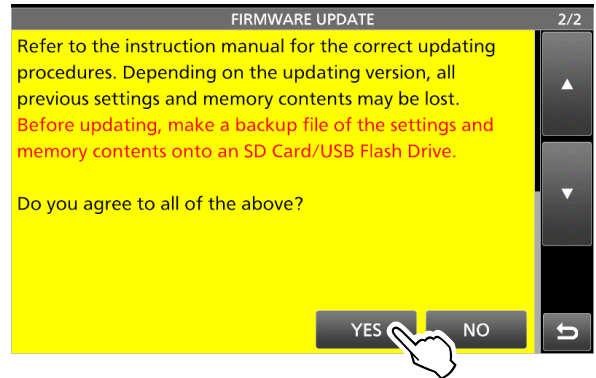 FIRMWARE UPDATE 2/2
Refer to the instruction manual for the correct updating
procedures. Depending on the updating version, all
previous settings and memory contents may be lost.
Before updating, make a backup file of the settings and
memory contents onto an SD Card/USB Flash Drive.
Do you agree to all of the above?
YES NO